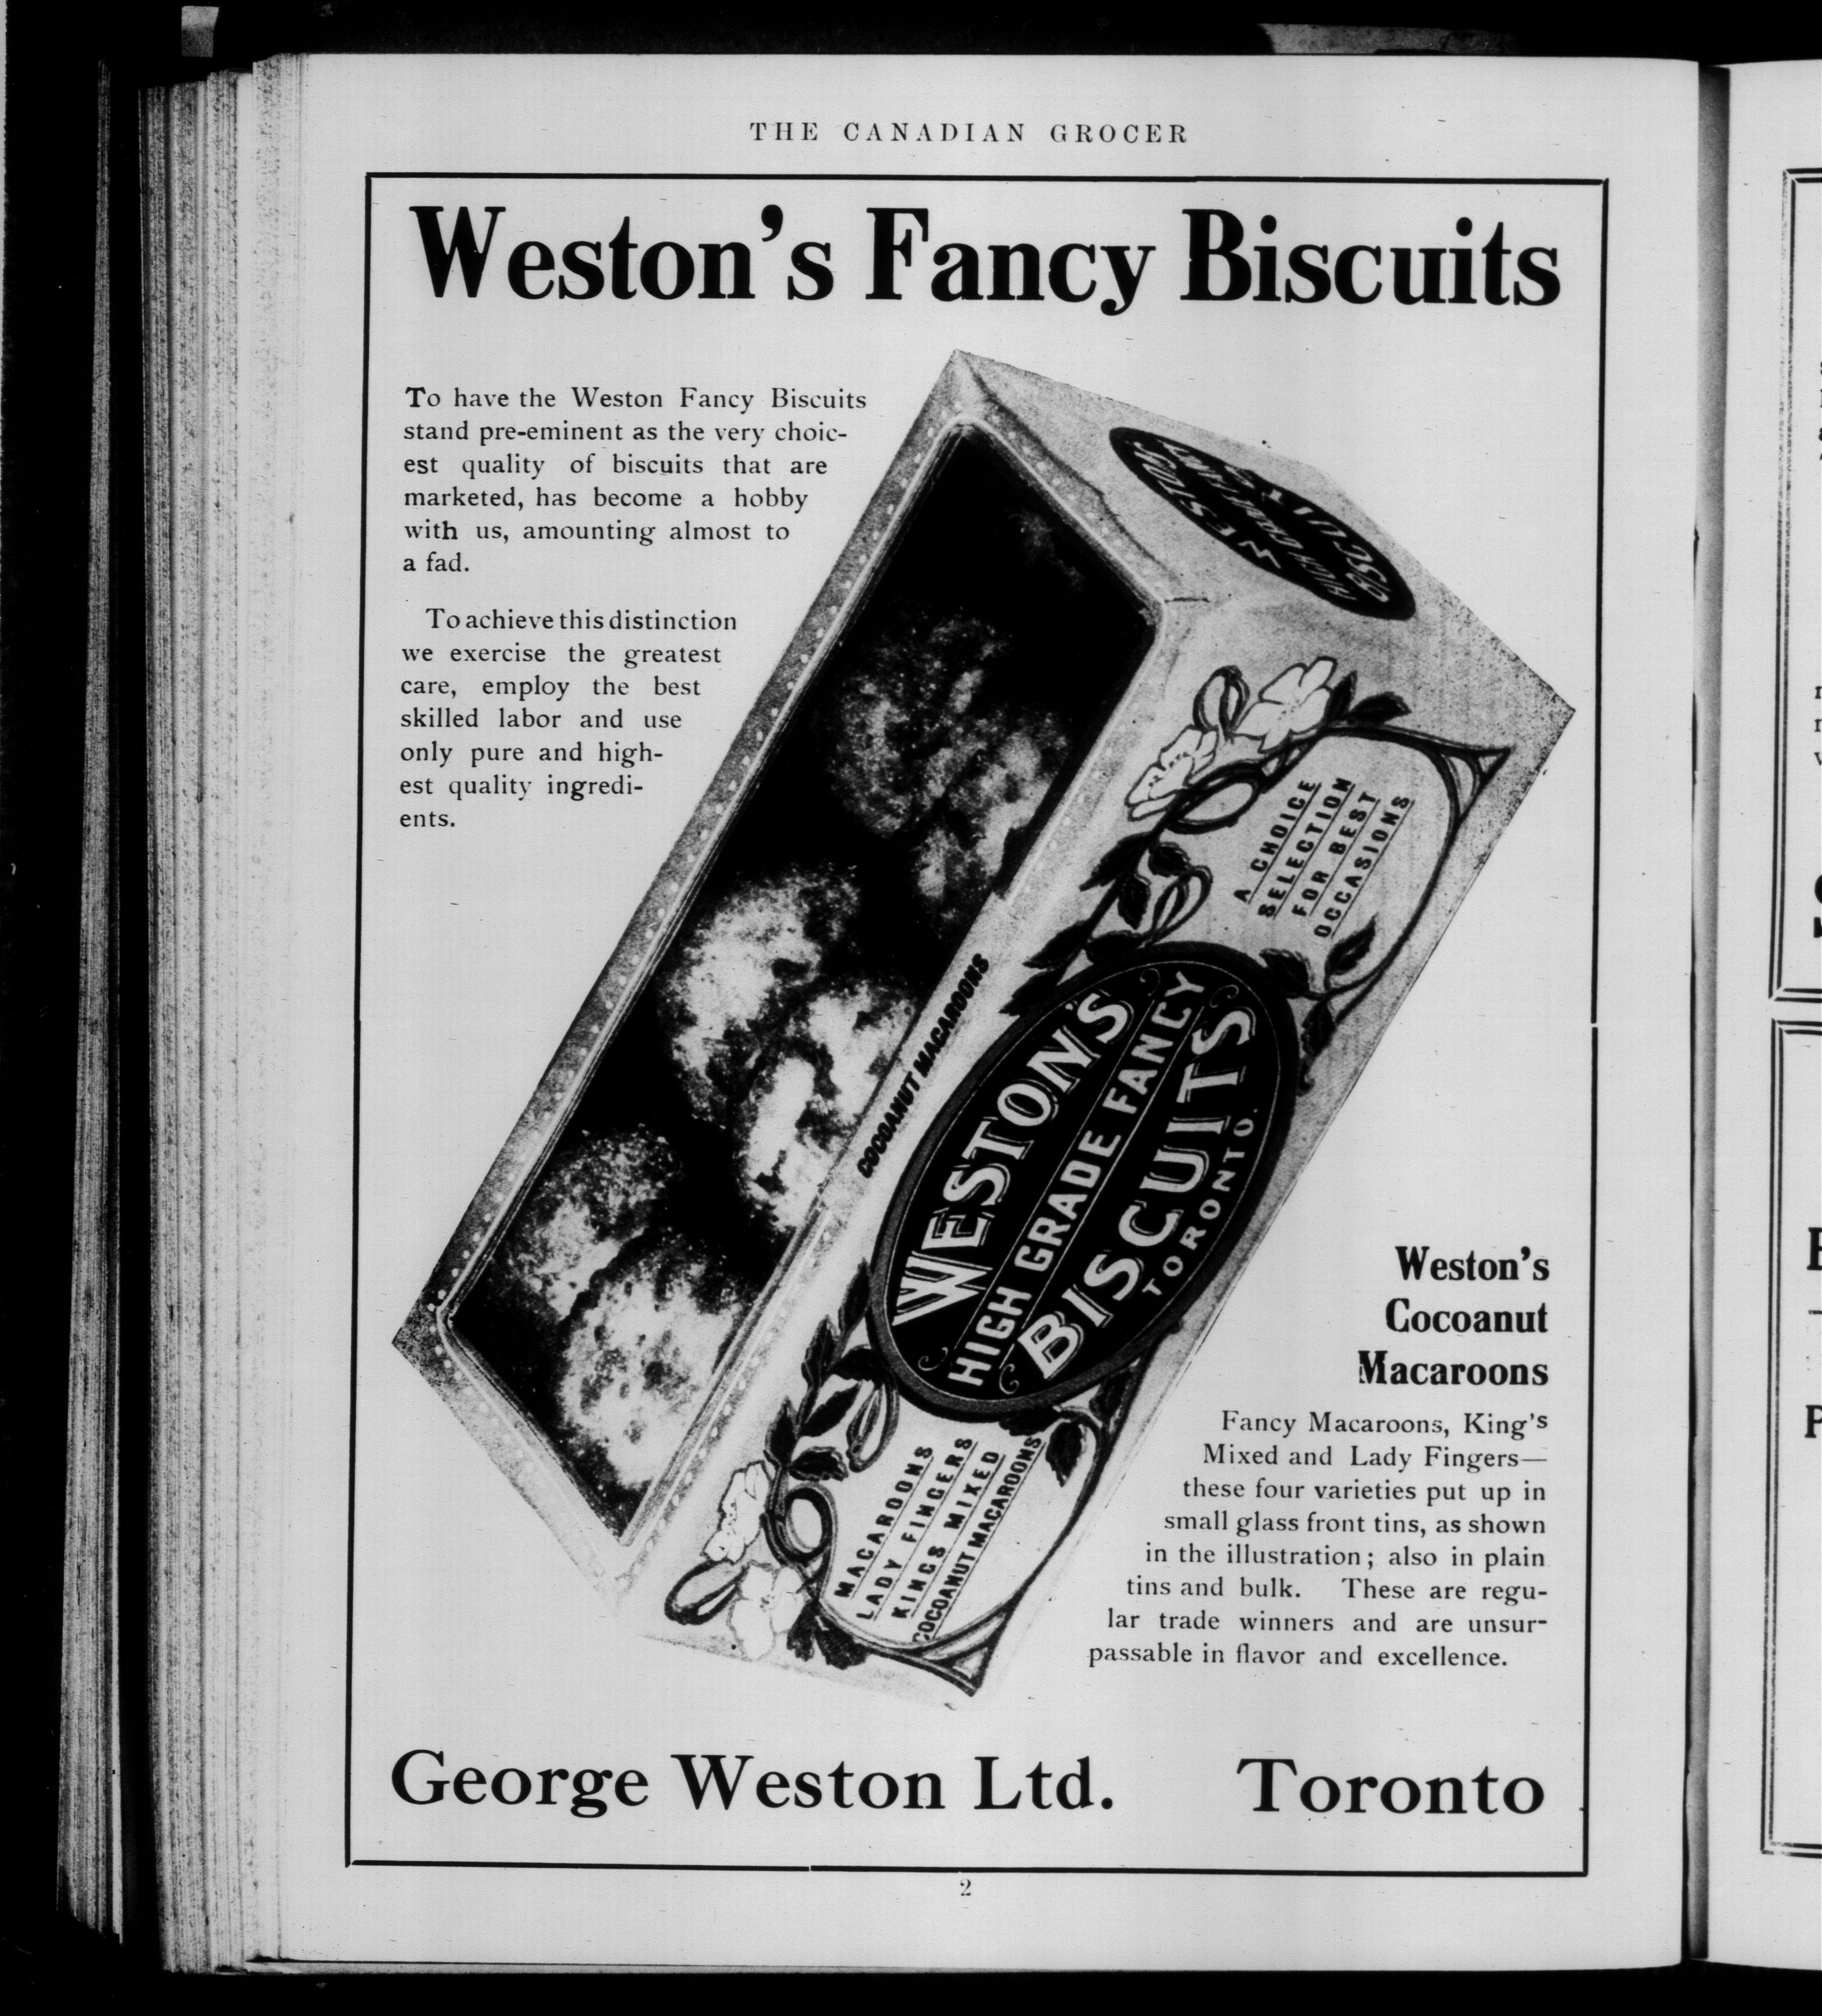 THE CANADIAN GROCER
Weston's Fancy Biscuits
To have the Weston Fancy Biscuits
stand pre-eminent as the very choic-
est quality of biscuits that are
marketed, has become a hobby
with us, amounting almost to
a fad.
To achieve this distinction
we exercise the greatest
care, employ the best
skilled labor and use
only pure and high-
est quality ingredi-
ents.
WESTON'S
HIGH GRADE FANCY
BISCUITS
A CHOICE
SELECTION
FOR BEST
OCCASIONS
COCOANUT MACAROONS
WESTON'S
HIGH GRADE FANCY
BISCUITS
TORONTO.
MACAROONS
LADY FINGERS
KINGS MIXED
COCOANUT MACAROONS
Weston's
Cocoanut
Macaroons
Fancy Macaroons, King's
Mixed and Lady Fingers—
these four varieties put up in
small glass front tins, as shown
in the illustration; also in plain
tins and bulk. These are regu-
lar trade winners and are unsur-
passable in flavor and excellence.
George Weston Ltd. Toronto
2